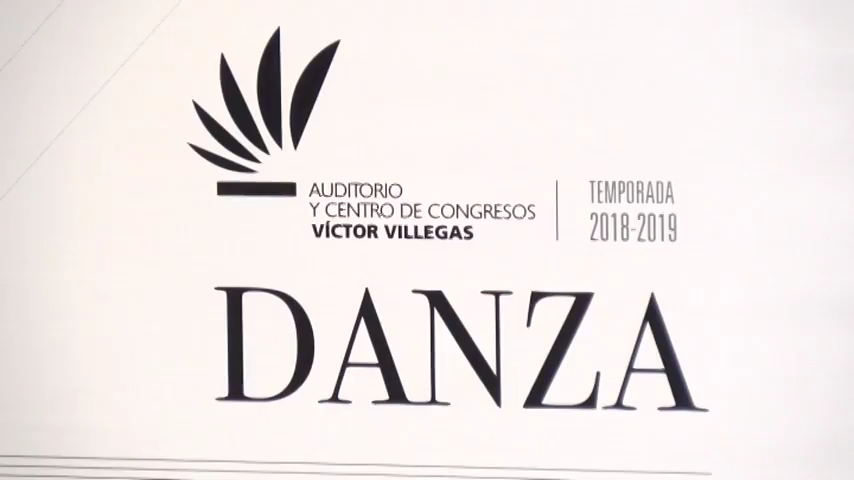 AUDITORIO
Y CENTRO DE CONGRESOS
VÍCTOR VILLEGAS
TEMPORADA
2018-2019
DANZA